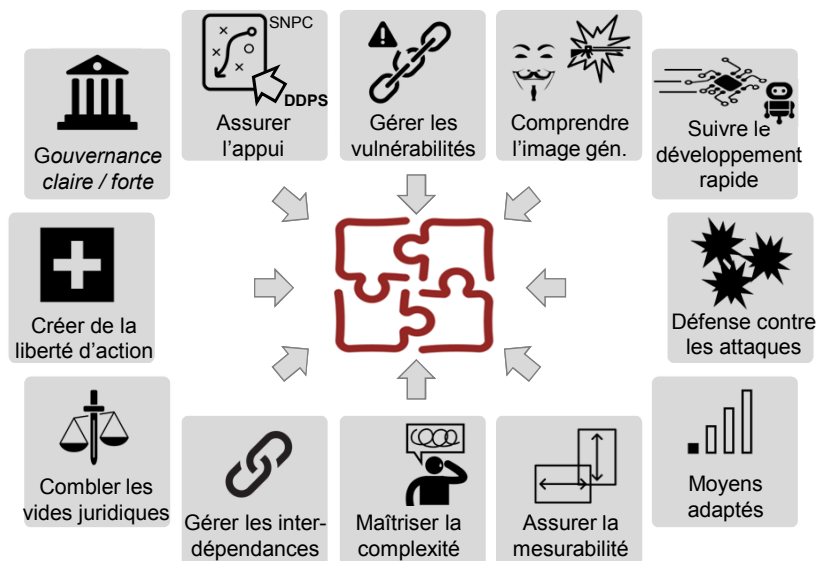 SNPC
DDPS
Assurer
l'appui
Gérer les
vulnérabilités
Comprendre
l'image gén.
Suivre le
développement
rapide
Gouvernance
claire / forte
Créer de la
liberté d'action
Défense contre
les attaques
Combler les
vides juridiques
Gérer les inter-
dépendances
Maîtriser la
complexité
Assurer la
mesurabilité
Moyens
adaptés